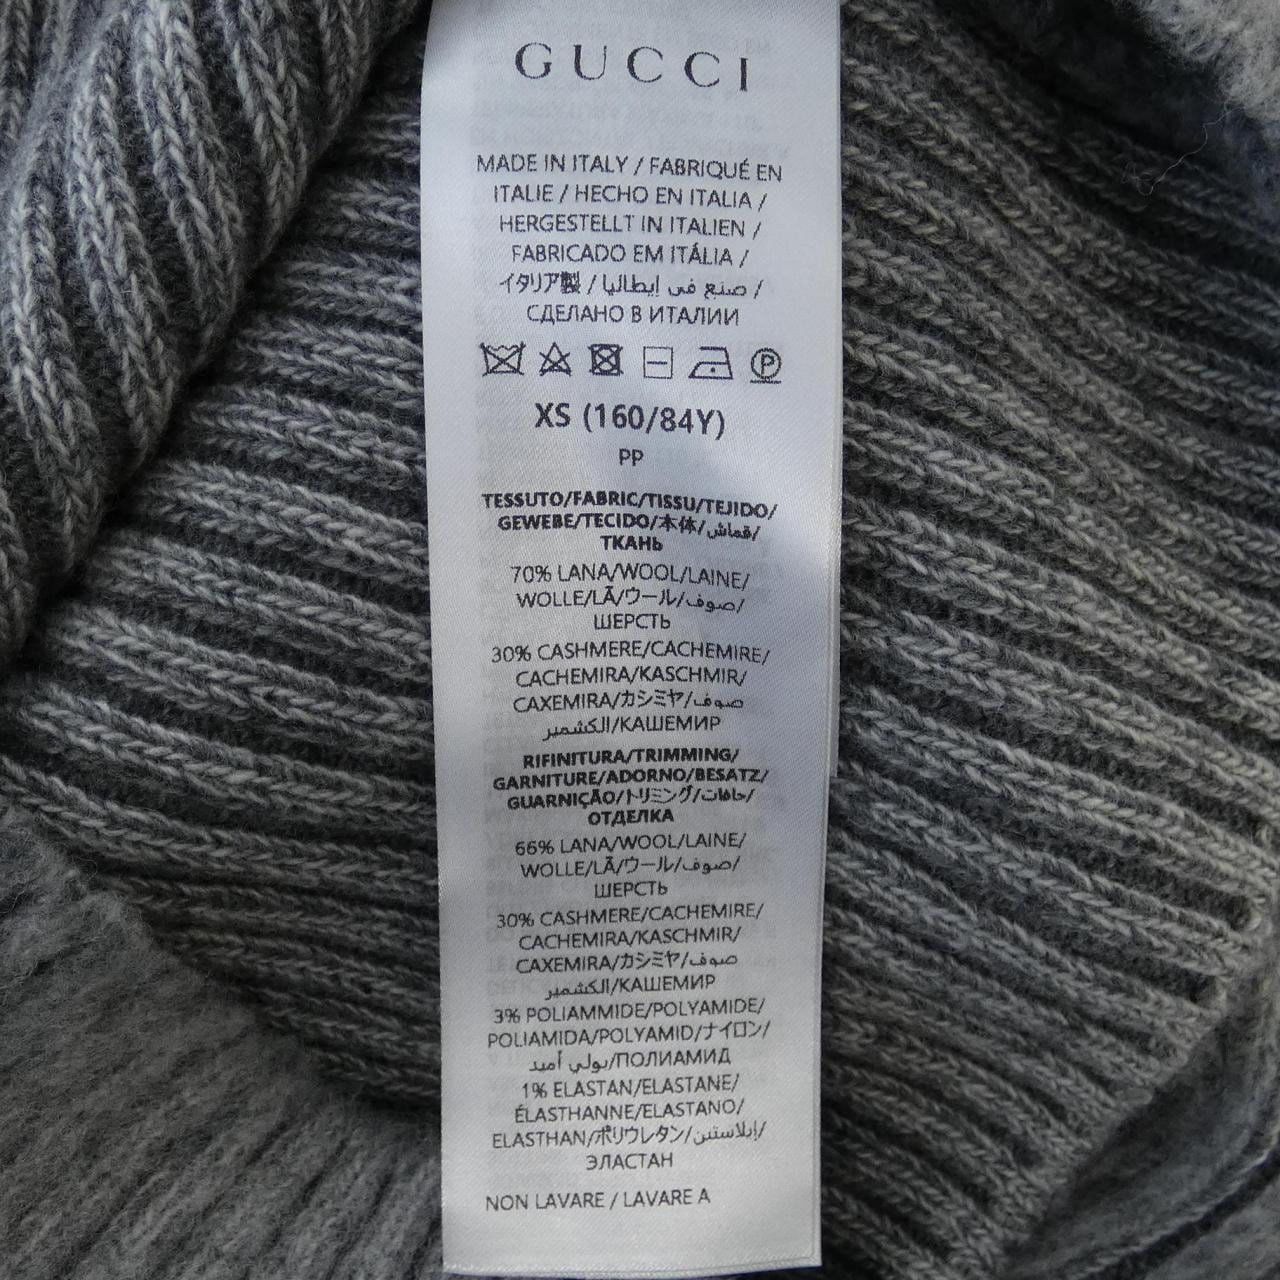 GUCCI
MADE IN ITALY / FABRIQUÉ EN
ITALIE / HECHO EN ITALIA /
HERGESTELLT IN ITALIEN /
FABRICADO EM ITÁLIA /
イタリア製 / صنع في إيطاليا /
СДЕЛАНО В ИТАЛИИ
P
XS (160/84Y)
PP
TESSUTO/FABRIC/TISSU/TEJIDO/
GEWEBE/TECIDO/本体/قماش/
ТКАНЬ
70% LANA/WOOL/LAINE/
WOLLE/LÃ/ウール/صوف/
ШЕРСТЬ
30% CASHMERE/CACHEMIRE/
CACHEMIRA/KASCHMIR/
CAXEMIRA/カシミヤ/صوف
الكشمير/КАШЕМИР
RIFINITURA/TRIMMING/
GARNITURE/ADORNO/BESATZ/
GUARNIÇÃO/トリミング/حافات/
ОТДЕЛКА
66% LANA/WOOL/LAINE/
WOLLE/LÃ/ウール/صوف/
ШЕРСТЬ
30% CASHMERE/CACHEMIRE/
CACHEMIRA/KASCHMIR/
CAXEMIRA/カシミヤ/صوف
الكشمير/КАШЕМИР
3% POLIAMMIDE/POLYAMIDE/
POLIAMIDA/POLYAMID/ナイロン/
بولي أميد/ПОЛИАМИД
1% ELASTAN/ELASTANE/
ÉLASTHANNE/ELASTANO/
ELASTHAN/ポリウレタン/إيلاستين/
ЭЛАСТАН
NON LAVARE / LAVARE A